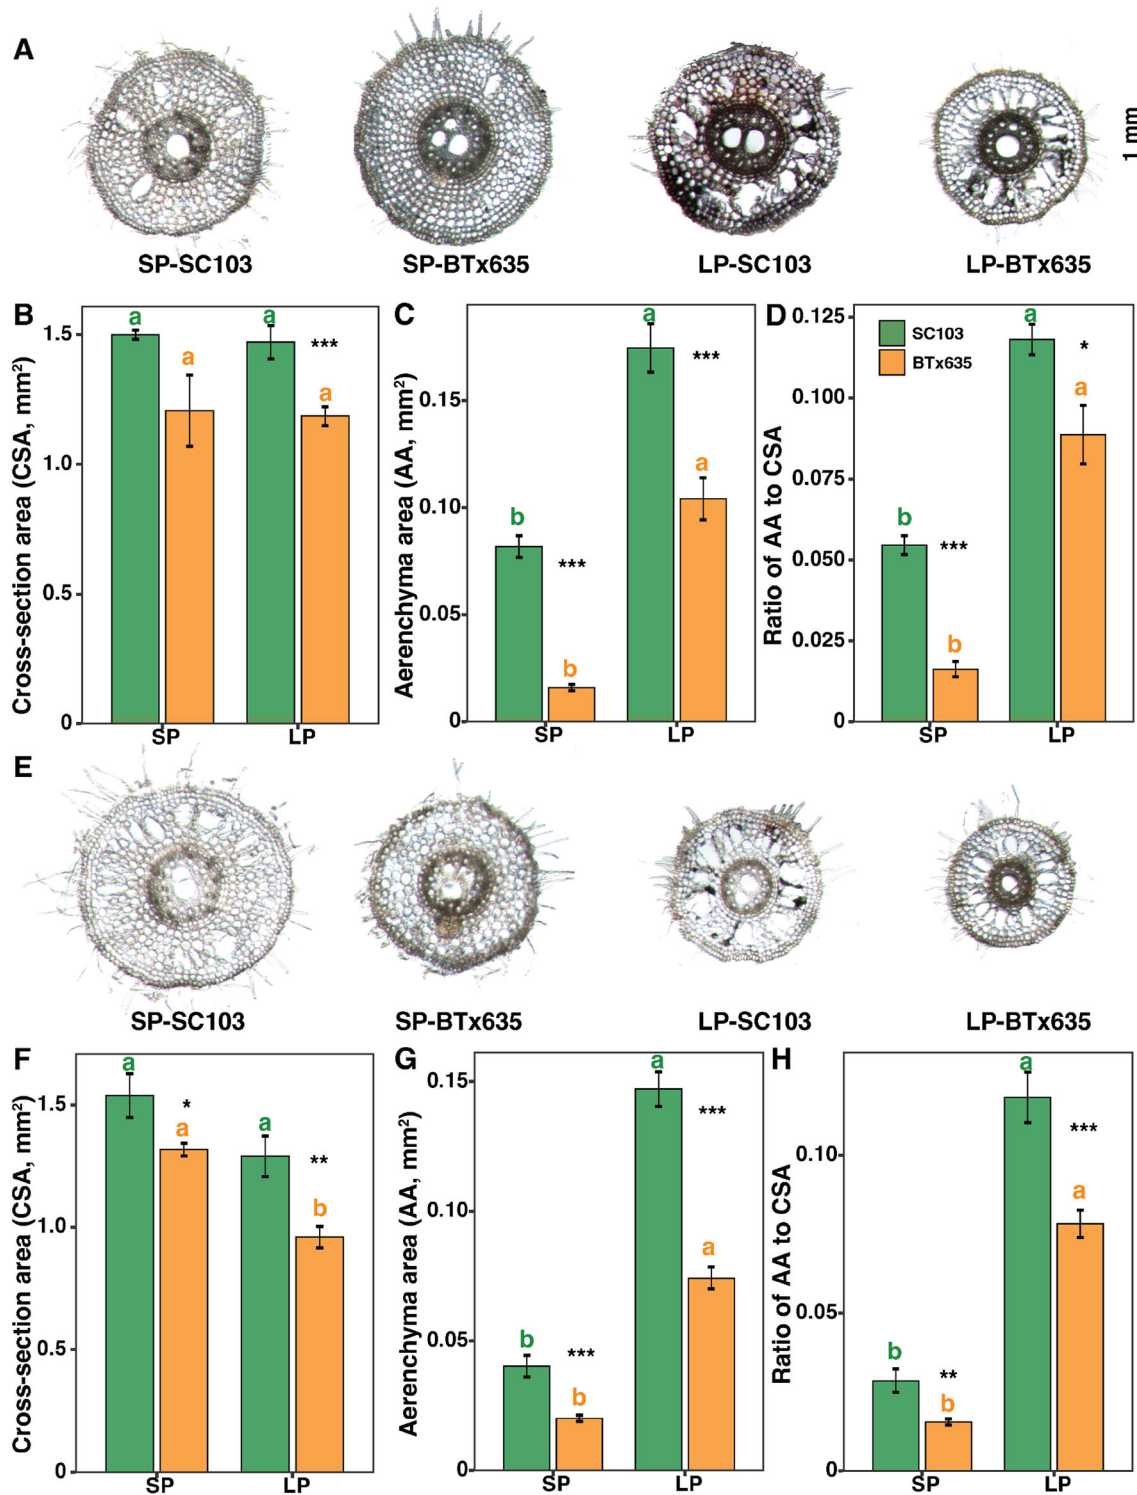 A
1 mm
SP-SC103
SP-BTx635
LP-SC103
LP-BTx635
B
Cross-section area (CSA, mm²)
1.5
1.0
0.5
0
a
a
a
***
a
SP
LP
C
Aerenchyma area (AA, mm²)
0.15
0.10
0.05
0
b
***
b
a
***
a
SP
LP
D
Ratio of AA to CSA
0.125
0.100
0.075
0.050
0.025
0
SC103
BTx635
b
***
b
a
*
a
SP
LP
E
SP-SC103
SP-BTx635
LP-SC103
LP-BTx635
F
Cross-section area (CSA, mm²)
1.5
1.0
0.5
0
a
*
a
a
**
b
SP
LP
G
Aerenchyma area (AA, mm²)
0.15
0.10
0.050
0
b
***
b
a
***
a
SP
LP
H
Ratio of AA to CSA
0.10
0.05
0
b
**
b
a
***
a
SP
LP